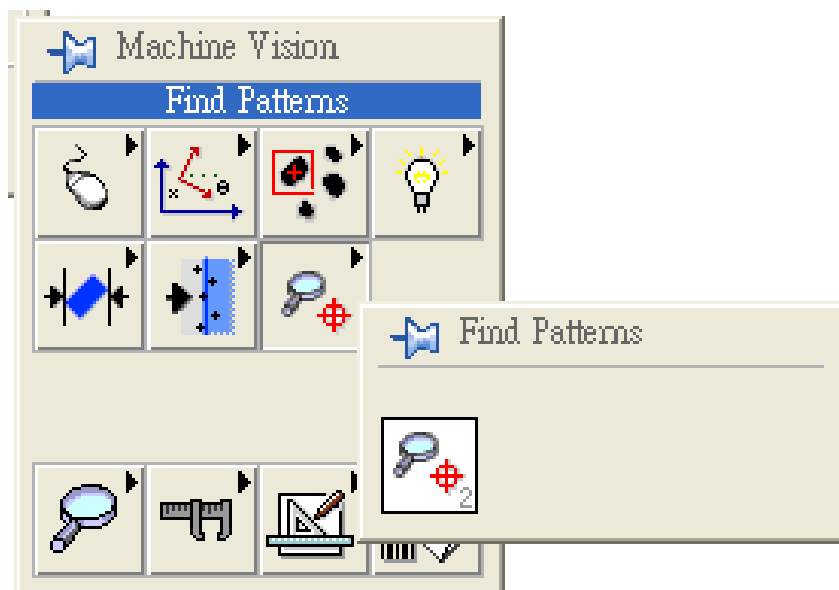 Machine Vision
Find Patterns
x θ
Find Patterns
2